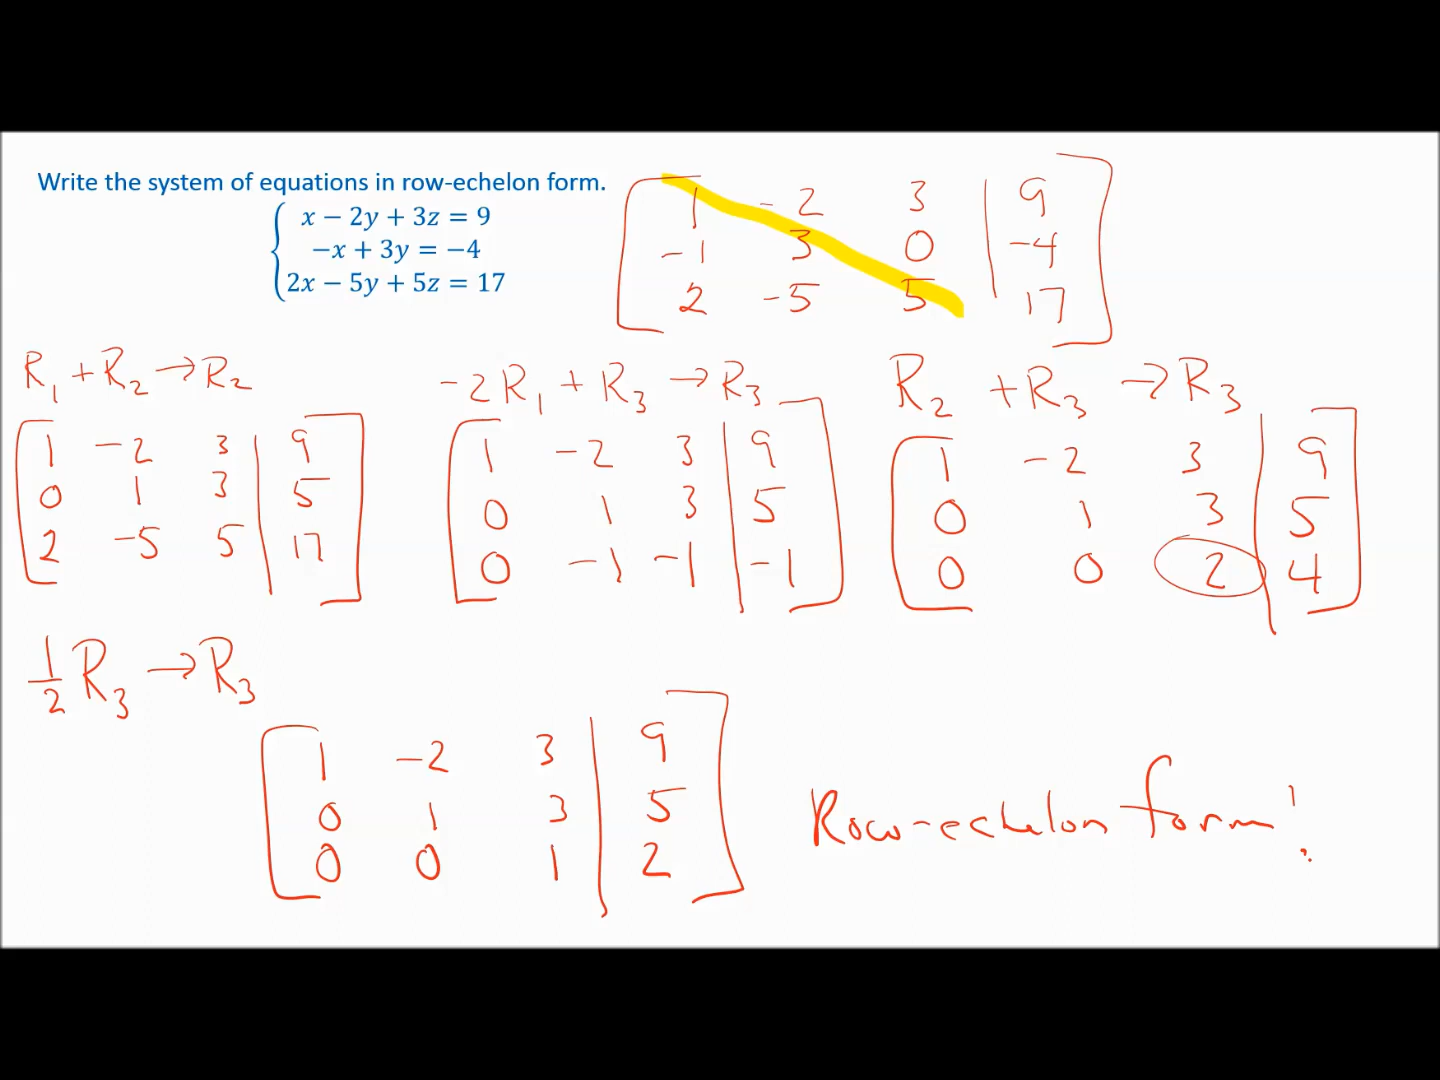 Write the system of equations in row-echelon form.
x − 2y + 3z = 9
−x + 3y = −4
2x − 5y + 5z = 17
1 -2 3 | 9
-1 3 0 | -4
2 -5 5 | 17
R₁ + R₂ → R₂
1 -2 3 | 9
0 1 3 | 5
2 -5 5 | 17
-2R₁ + R₃ → R₃
1 -2 3 | 9
0 1 3 | 5
0 -1 -1 | -1
R₂ + R₃ → R₃
1 -2 3 | 9
0 1 3 | 5
0 0 2 | 4
1/2 R₃ → R₃
1 -2 3 | 9
0 1 3 | 5
0 0 1 | 2
Row-echelon form!